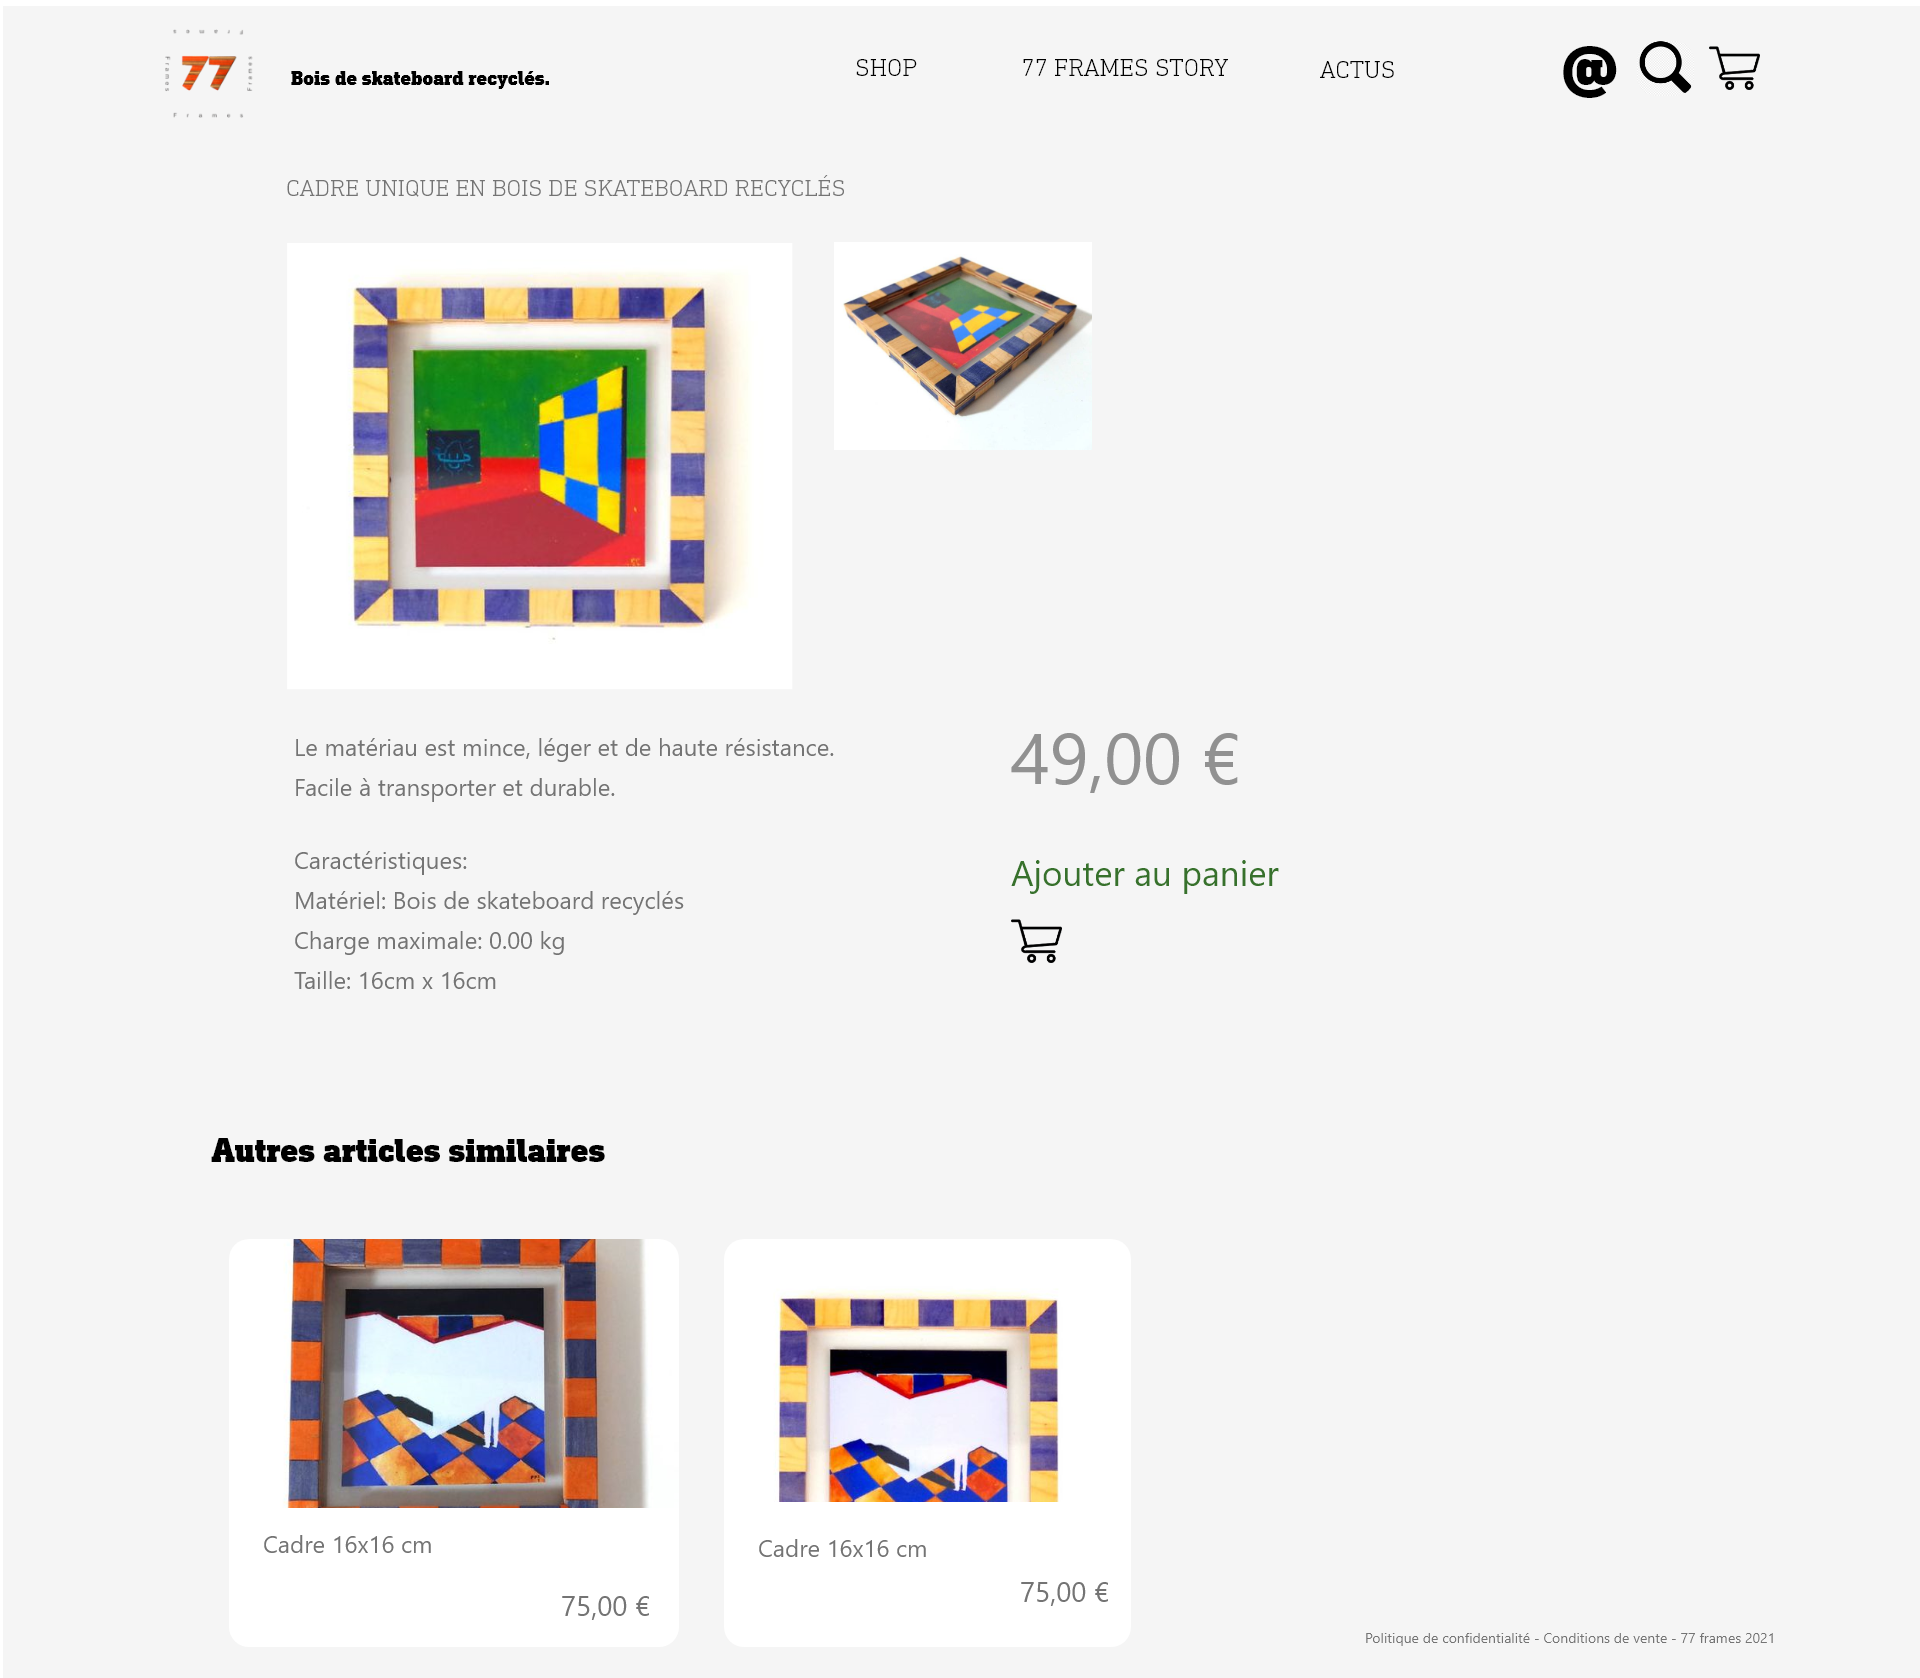 77
Frames
Bois de skateboard recyclés.
SHOP
77 FRAMES STORY
ACTUS
@
CADRE UNIQUE EN BOIS DE SKATEBOARD RECYCLÉS
Le matériau est mince, léger et de haute résistance.
Facile à transporter et durable.
49,00 €
Caractéristiques:
Matériel: Bois de skateboard recyclés
Charge maximale: 0.00 kg
Taille: 16cm x 16cm
Ajouter au panier
Autres articles similaires
Cadre 16x16 cm
75,00 €
Cadre 16x16 cm
75,00 €
Politique de confidentialité - Conditions de vente - 77 frames 2021